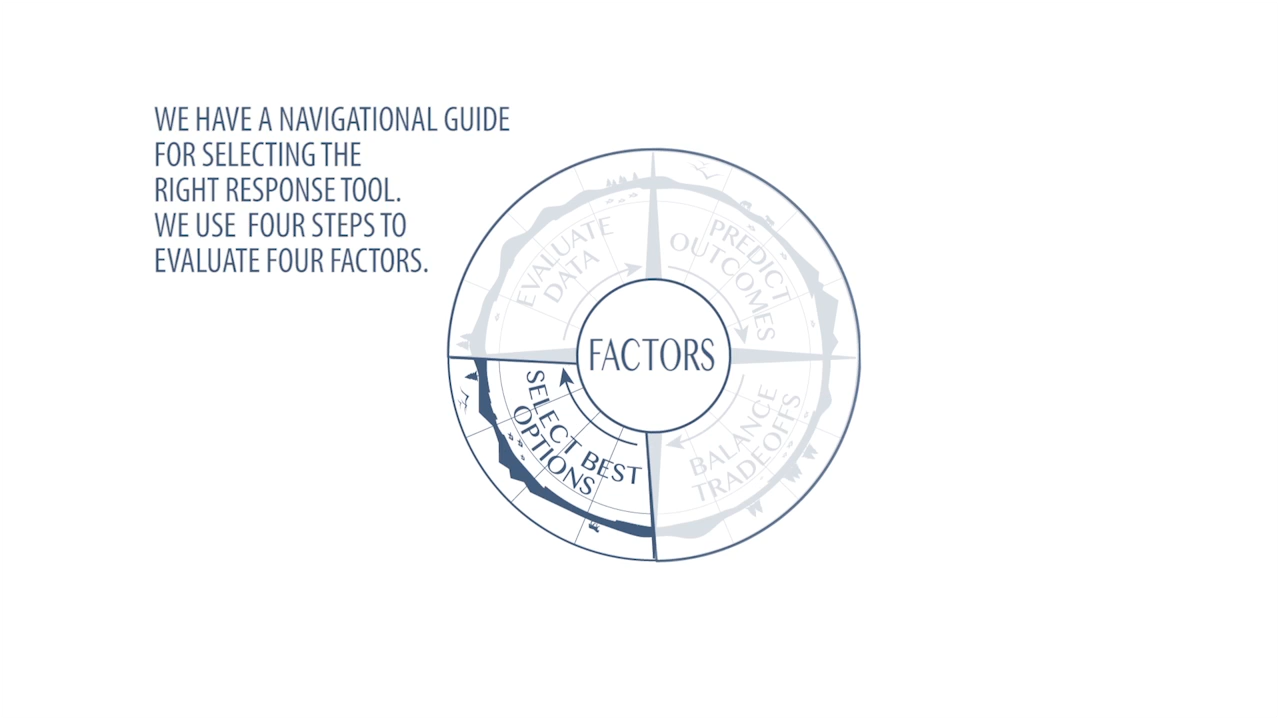 WE HAVE A NAVIGATIONAL GUIDE
FOR SELECTING THE
RIGHT RESPONSE TOOL.
WE USE FOUR STEPS TO
EVALUATE FOUR FACTORS.
EVALUATE
DATA
PREDICT
OUTCOMES
FACTORS
SELECT BEST
OPTIONS
BALANCE
TRADEOFFS